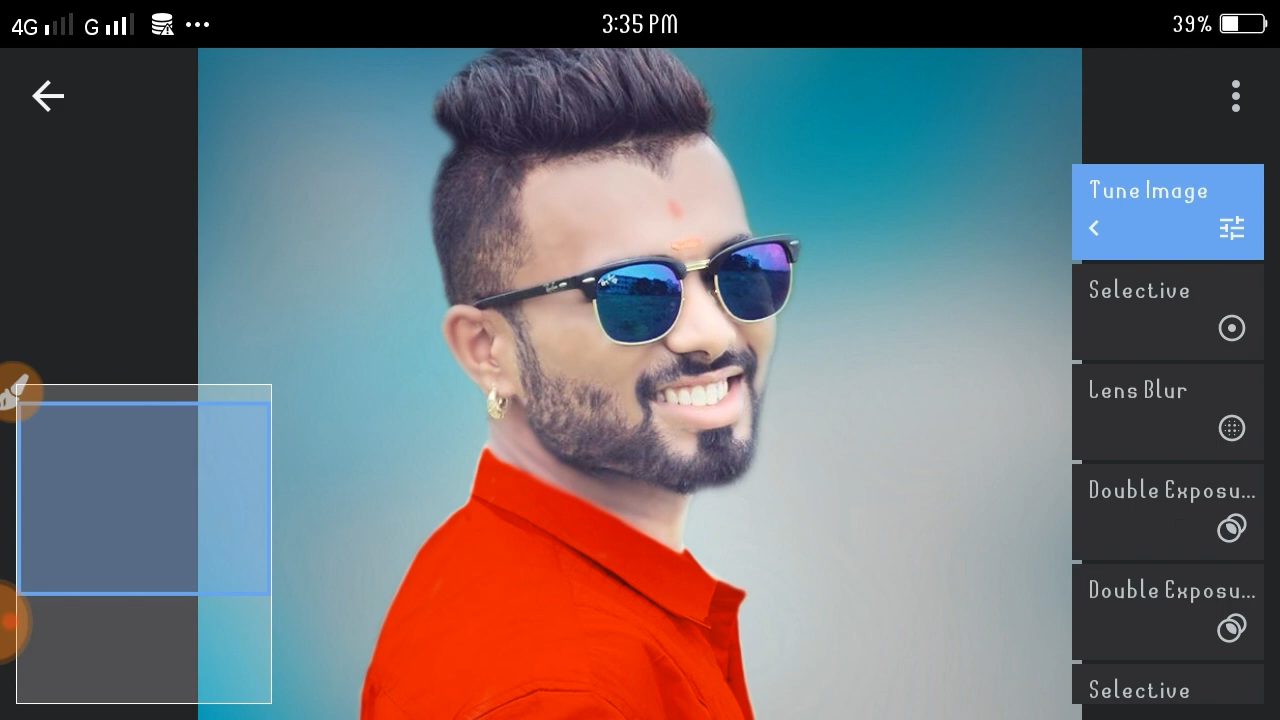 4G G 3:35 PM 39%
Tune Image
Selective
Lens Blur
Double Exposu...
Double Exposu...
Selective